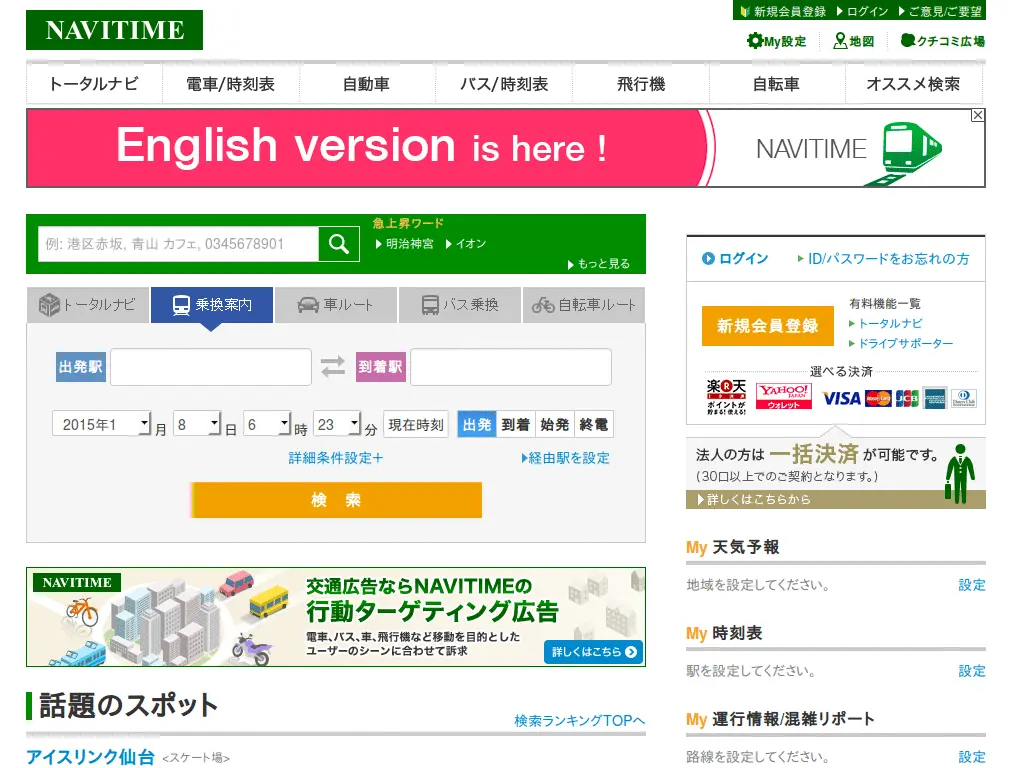 NAVITIME
新規会員登録 ログイン ご意見/ご要望
My設定 地図 クチコミ広場
トータルナビ 電車/時刻表 自動車 バス/時刻表 飛行機 自転車 オススメ検索
English version is here !
NAVITIME
例: 港区赤坂, 青山 カフェ, 0345678901
急上昇ワード
明治神宮 イオン
もっと見る
トータルナビ 乗換案内 車ルート バス乗換 自転車ルート
出発駅 到着駅
2015年1 月 8 日 6 時 23 分 現在時刻 出発 到着 始発 終電
詳細条件設定+ 経由駅を設定
検 索
NAVITIME
交通広告ならNAVITIMEの
行動ターゲティング広告
電車、バス、車、飛行機など移動を目的とした
ユーザーのシーンに合わせて訴求
詳しくはこちら
話題のスポット
検索ランキングTOPへ
アイスリンク仙台 <スケート場>
ログイン ID/パスワードをお忘れの方
新規会員登録
有料機能一覧
トータルナビ
ドライブサポーター
選べる決済
楽天
ポイントが
貯まる!使える!
YAHOO!
JAPAN
ウォレット
VISA
MasterCard
JCB
法人の方は 一括決済 が可能です。
(30口以上でのご契約となります。)
詳しくはこちらから
My 天気予報
地域を設定してください。 設定
My 時刻表
駅を設定してください。 設定
My 運行情報/混雑リポート
路線を設定してください。 設定